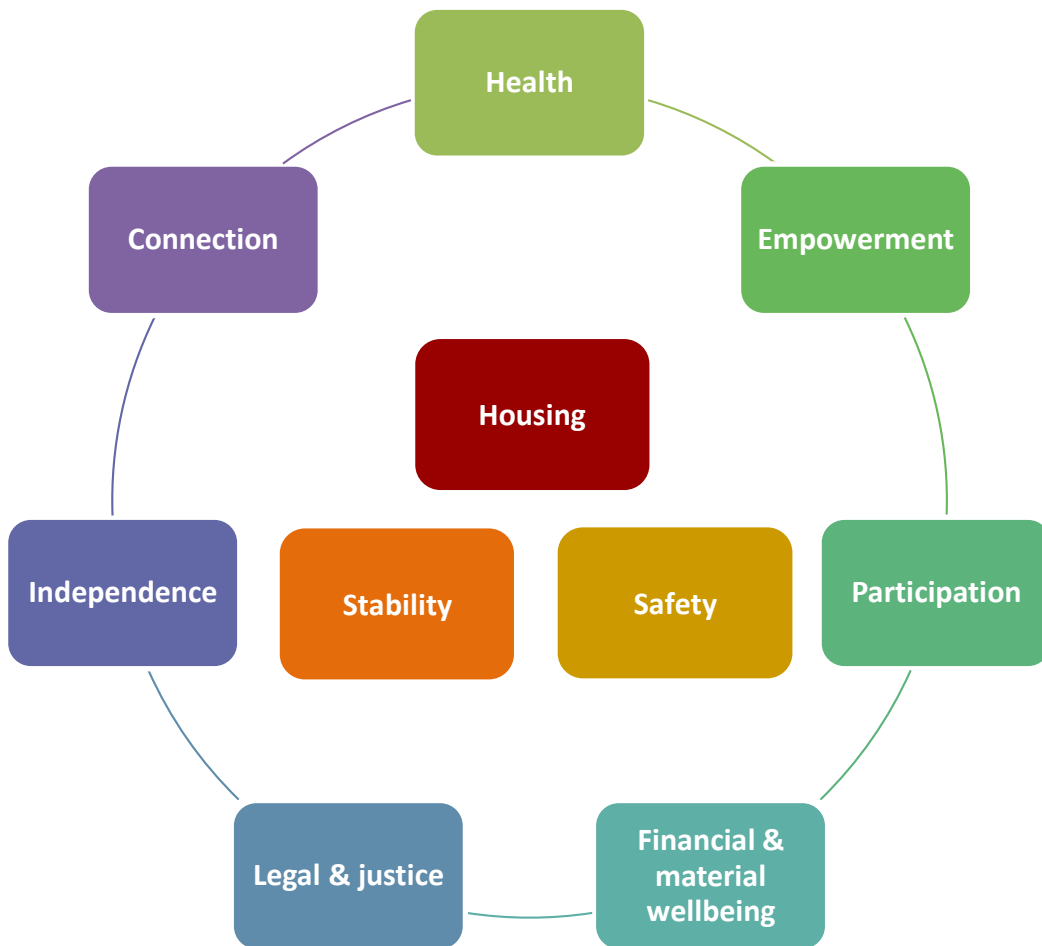 Health
Connection
Empowerment
Housing
Independence
Stability
Safety
Participation
Legal & justice
Financial &
material
wellbeing